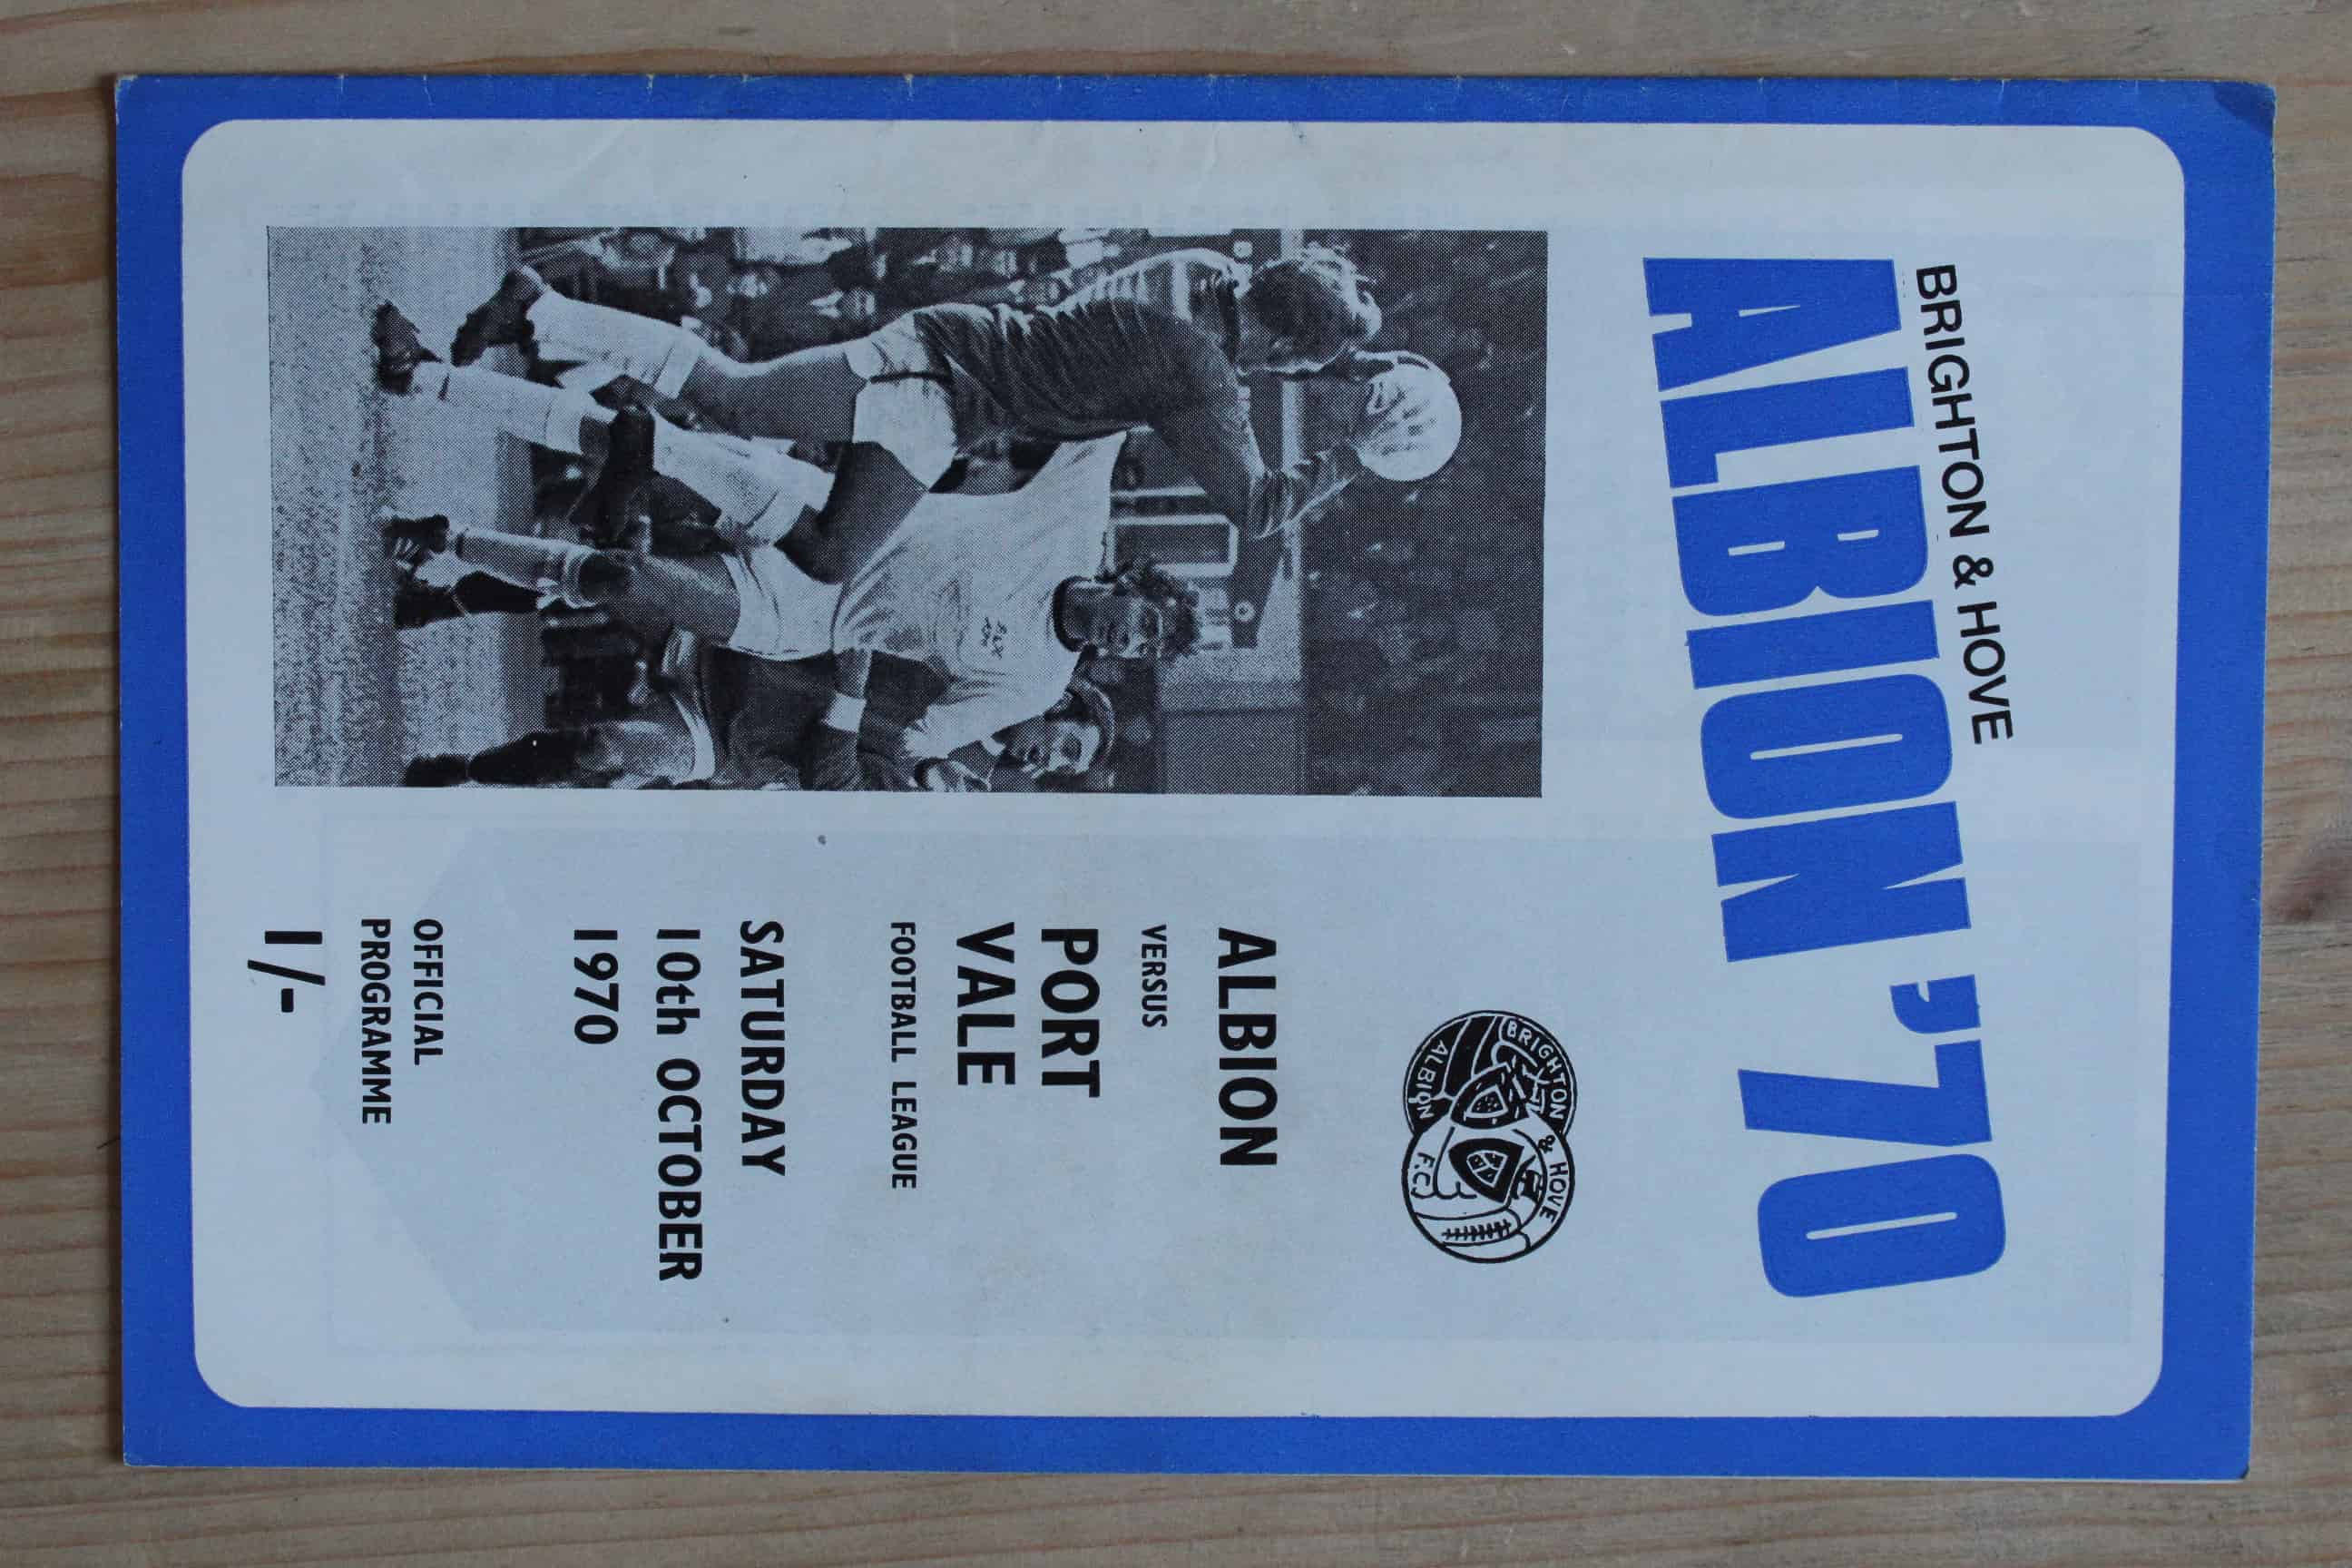 BRIGHTON & HOVE
ALBION '70
BRIGHTON & HOVE
ALBION F.C.
ALBION
VERSUS
PORT
VALE
FOOTBALL LEAGUE
SATURDAY
10th OCTOBER
1970
OFFICIAL
PROGRAMME
1/-